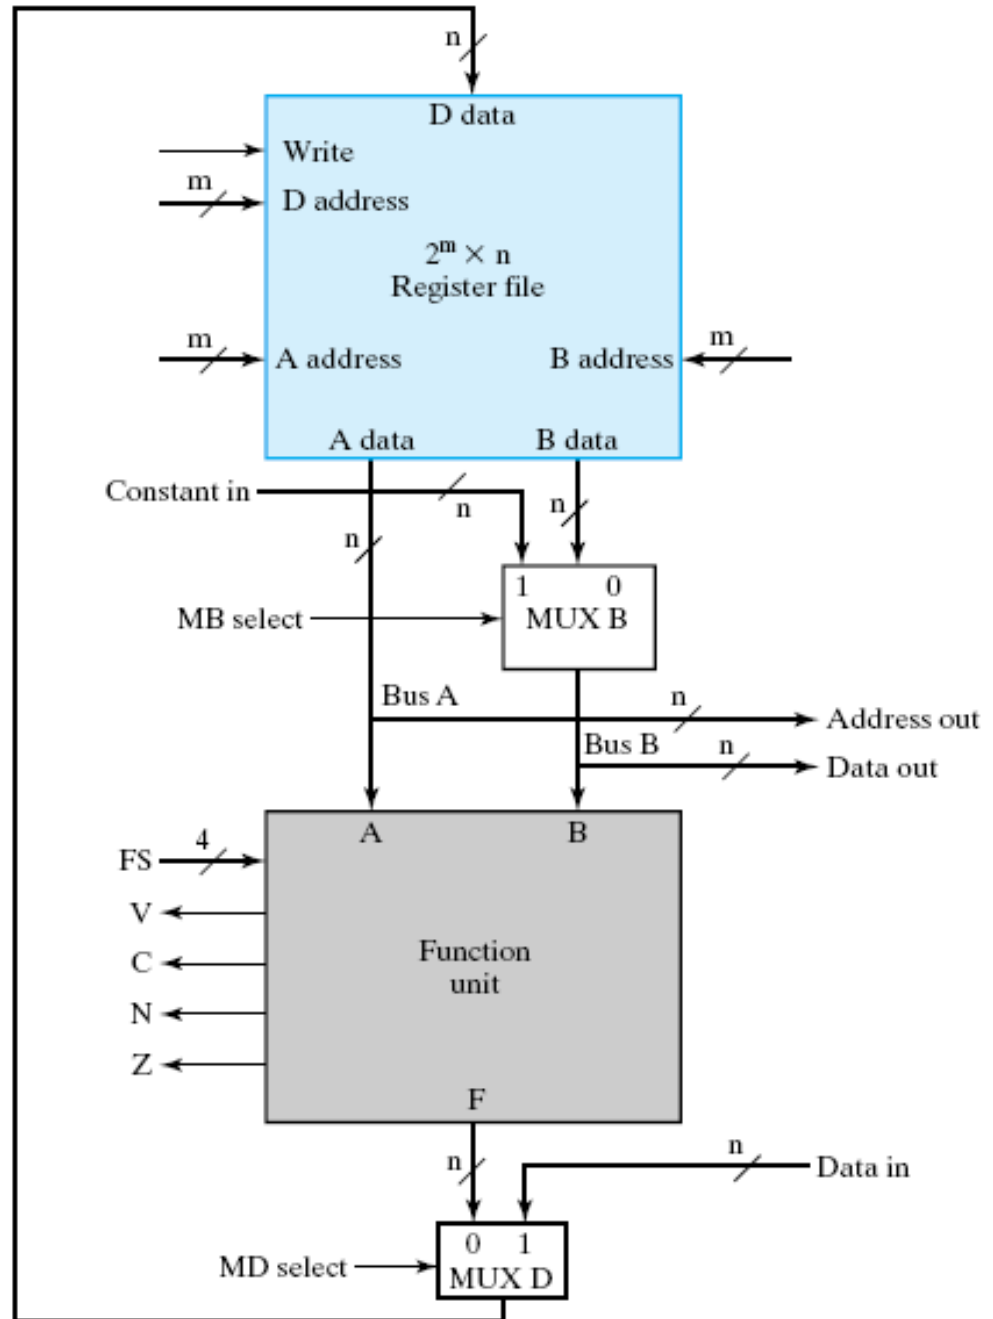 n
D data
Write
m
D address
2ᵐ × n
Register file
m
A address
B address
m
A data
B data
Constant in
n
n
n
1 0
MUX B
MB select
Bus A
n
Address out
Bus B
n
Data out
A
B
FS
4
V
C
N
Z
Function
unit
F
n
n
Data in
0 1
MUX D
MD select